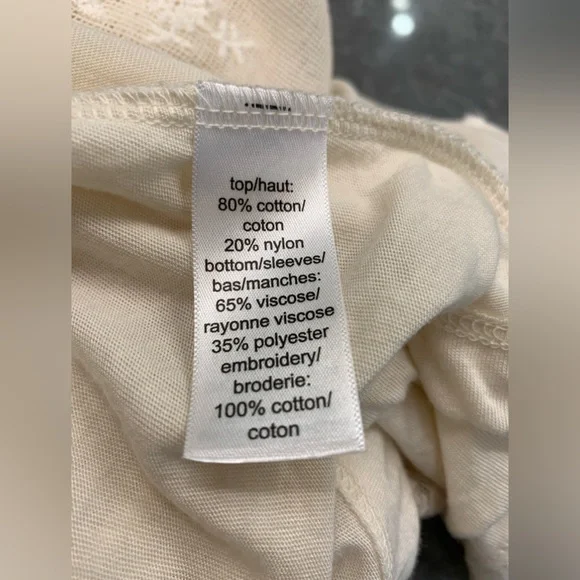 top/haut:
80% cotton/
coton
20% nylon
bottom/sleeves/
bas/manches:
65% viscose/
rayonne viscose
35% polyester
embroidery/
broderie:
100% cotton/
coton